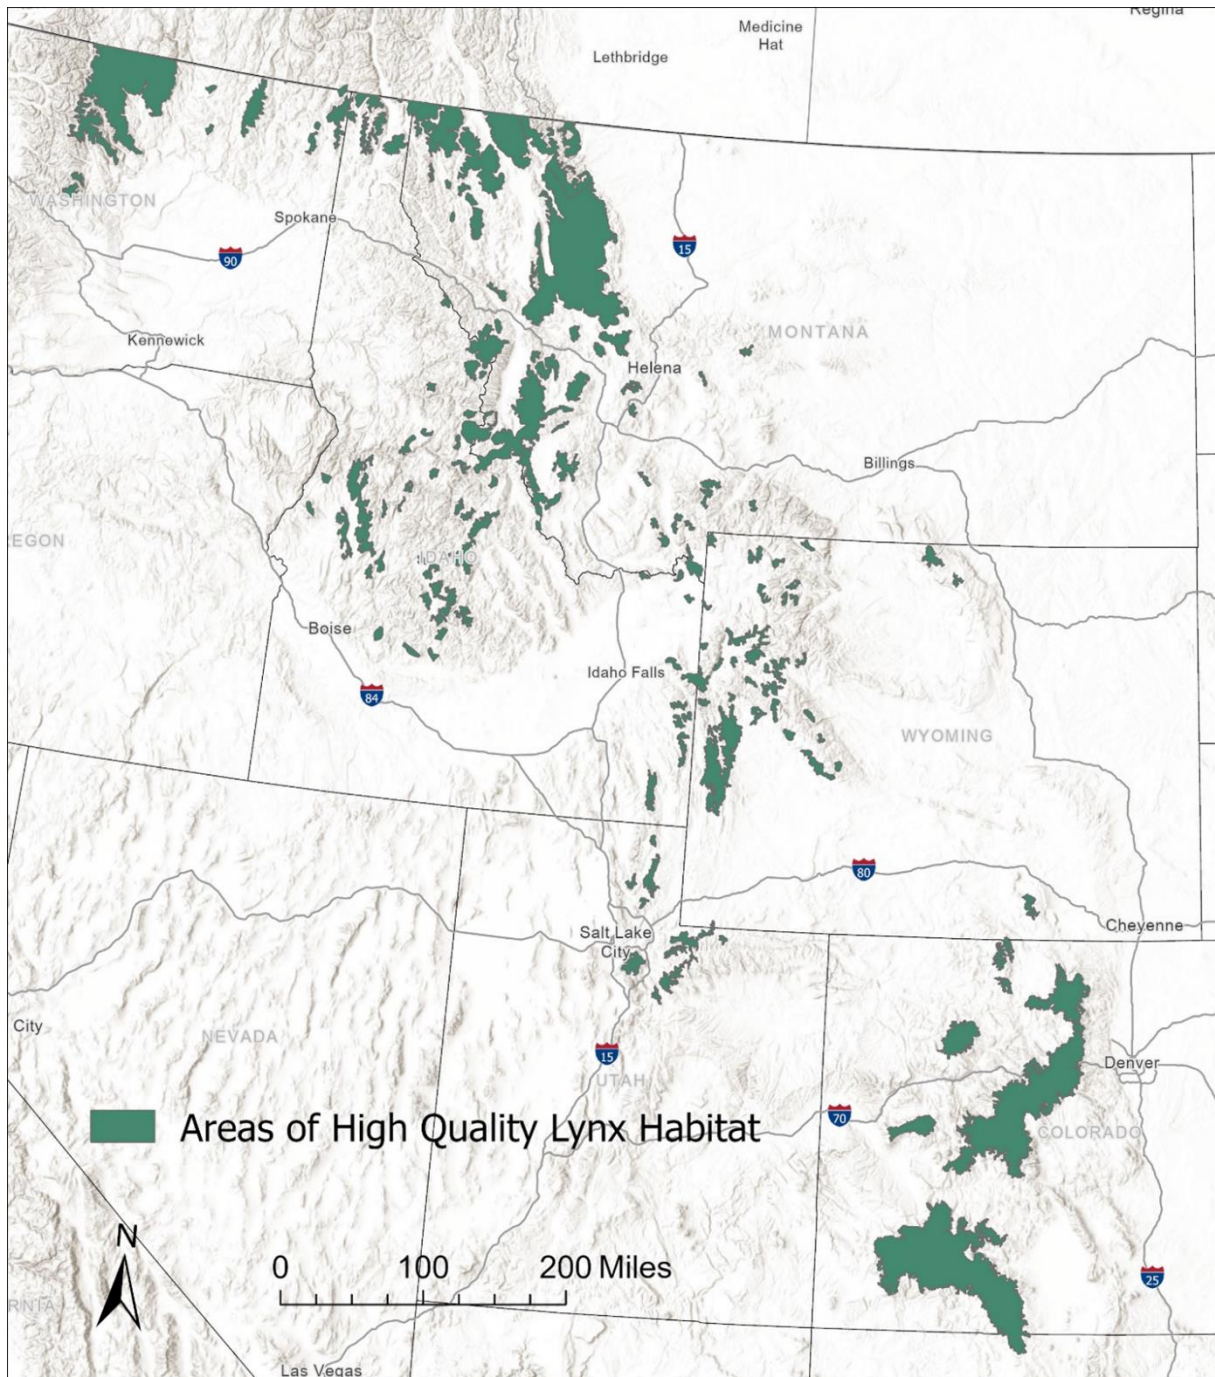 Regina
Medicine
Hat
Lethbridge
WASHINGTON
Spokane
90
15
MONTANA
Kennewick
Helena
Billings
EGON
IDAHO
Boise
Idaho Falls
84
WYOMING
80
Salt Lake
City
Cheyenne
City
NEVADA
15
UTAH
Denver
70
COLORADO
Areas of High Quality Lynx Habitat
N
0 100 200 Miles
25
RNIA
Las Vegas